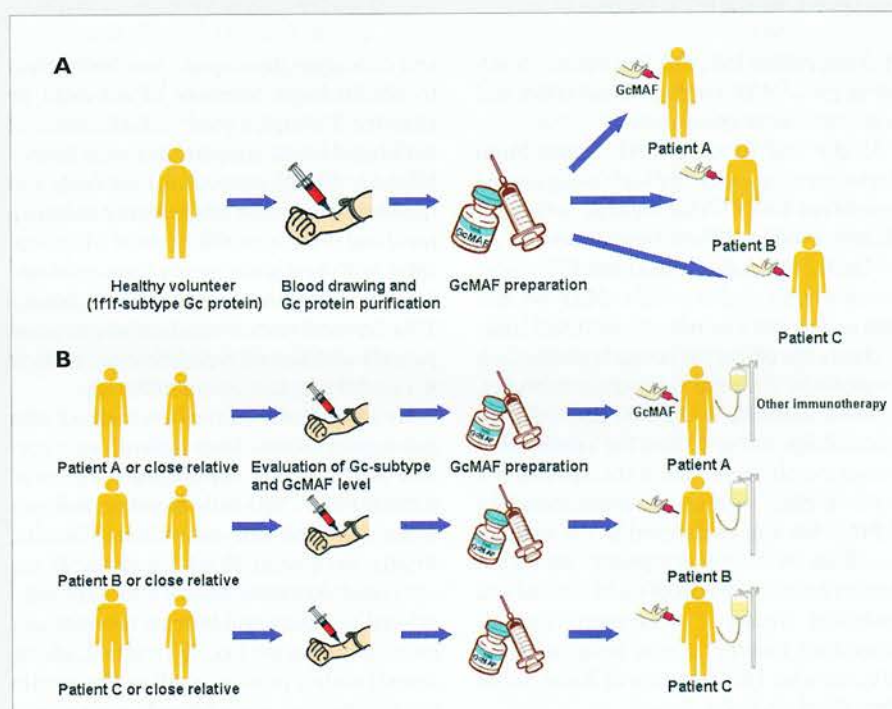 A
GcMAF
Patient A
GcMAF
Patient B
Healthy volunteer
(1f1f-subtype Gc protein)
Blood drawing and
Gc protein purification
GcMAF preparation
Patient C
B
GcMAF
Other immunotherapy
Patient A or close relative
Evaluation of Gc-subtype
and GcMAF level
GcMAF preparation
Patient A
Patient B or close relative
Patient B
Patient C or close relative
Patient C